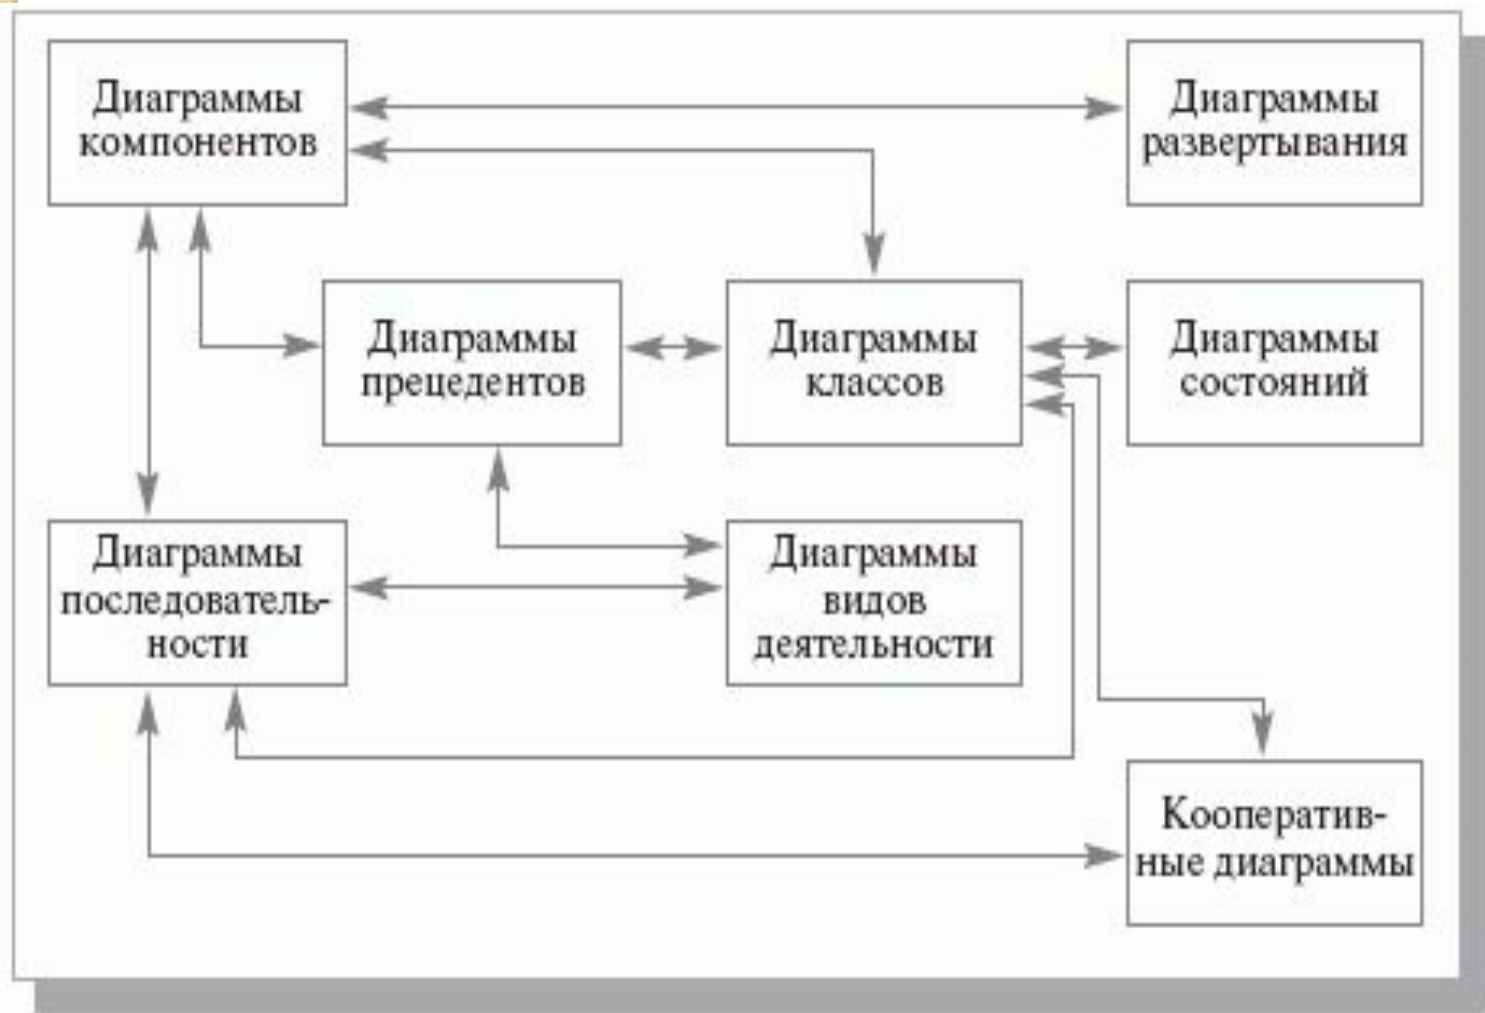 Диаграммы
компонентов
Диаграммы
развертывания
Диаграммы
прецедентов
Диаграммы
классов
Диаграммы
состояний
Диаграммы
последователь-
ности
Диаграммы
видов
деятельности
Кооператив-
ные диаграммы